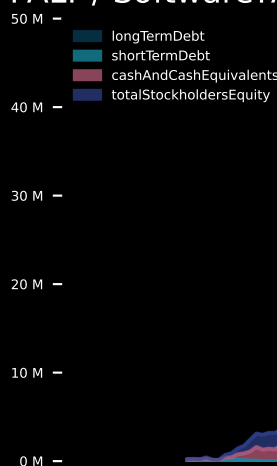 50 M
longTermDebt
shortTermDebt
cashAndCashEquivalents
totalStockholdersEquity
40 M
30 M
20 M
10 M
0 M